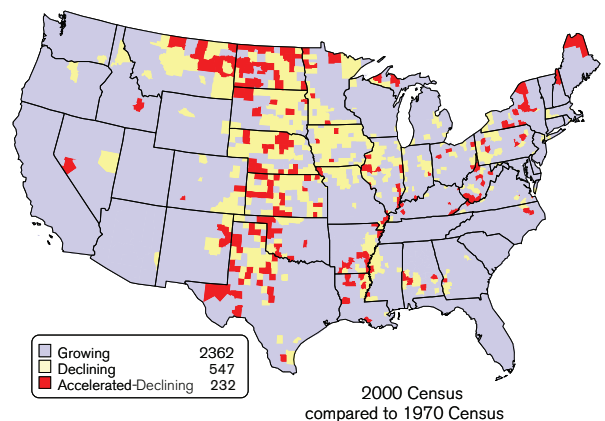 Growing 2362
Declining 547
Accelerated-Declining 232
2000 Census
compared to 1970 Census